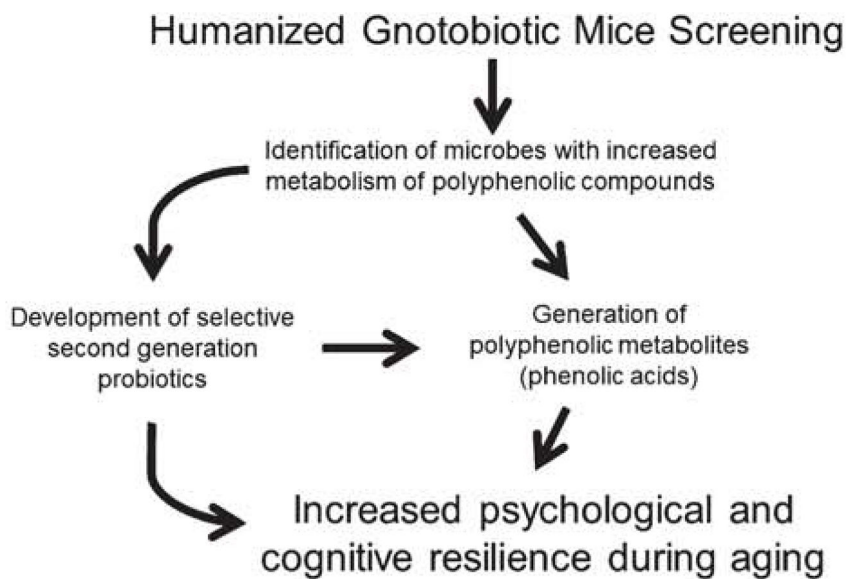 Humanized Gnotobiotic Mice Screening
Identification of microbes with increased
metabolism of polyphenolic compounds
Development of selective
second generation
probiotics
Generation of
polyphenolic metabolites
(phenolic acids)
Increased psychological and
cognitive resilience during aging